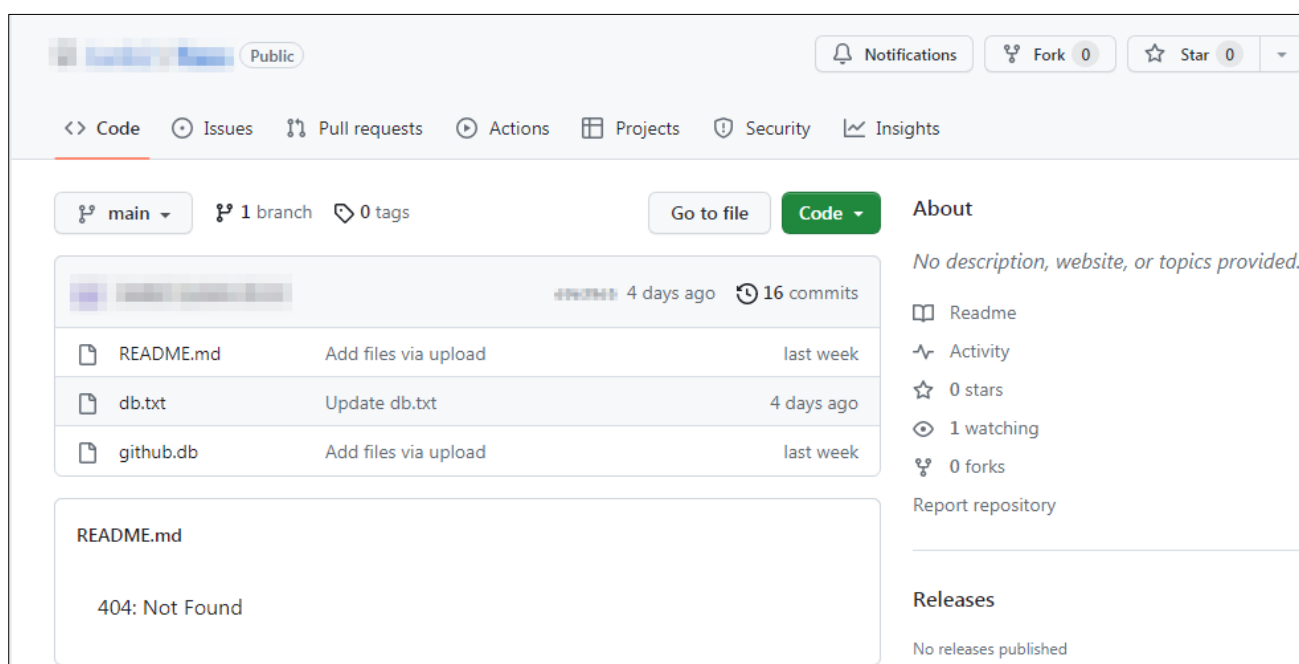 Public Notifications Fork 0 Star 0
Code Issues Pull requests Actions Projects Security Insights
main 1 branch 0 tags Go to file Code
4 days ago 16 commits
README.md Add files via upload last week
db.txt Update db.txt 4 days ago
github.db Add files via upload last week
README.md
404: Not Found
About
No description, website, or topics provided.
Readme
Activity
0 stars
1 watching
0 forks
Report repository
Releases
No releases published